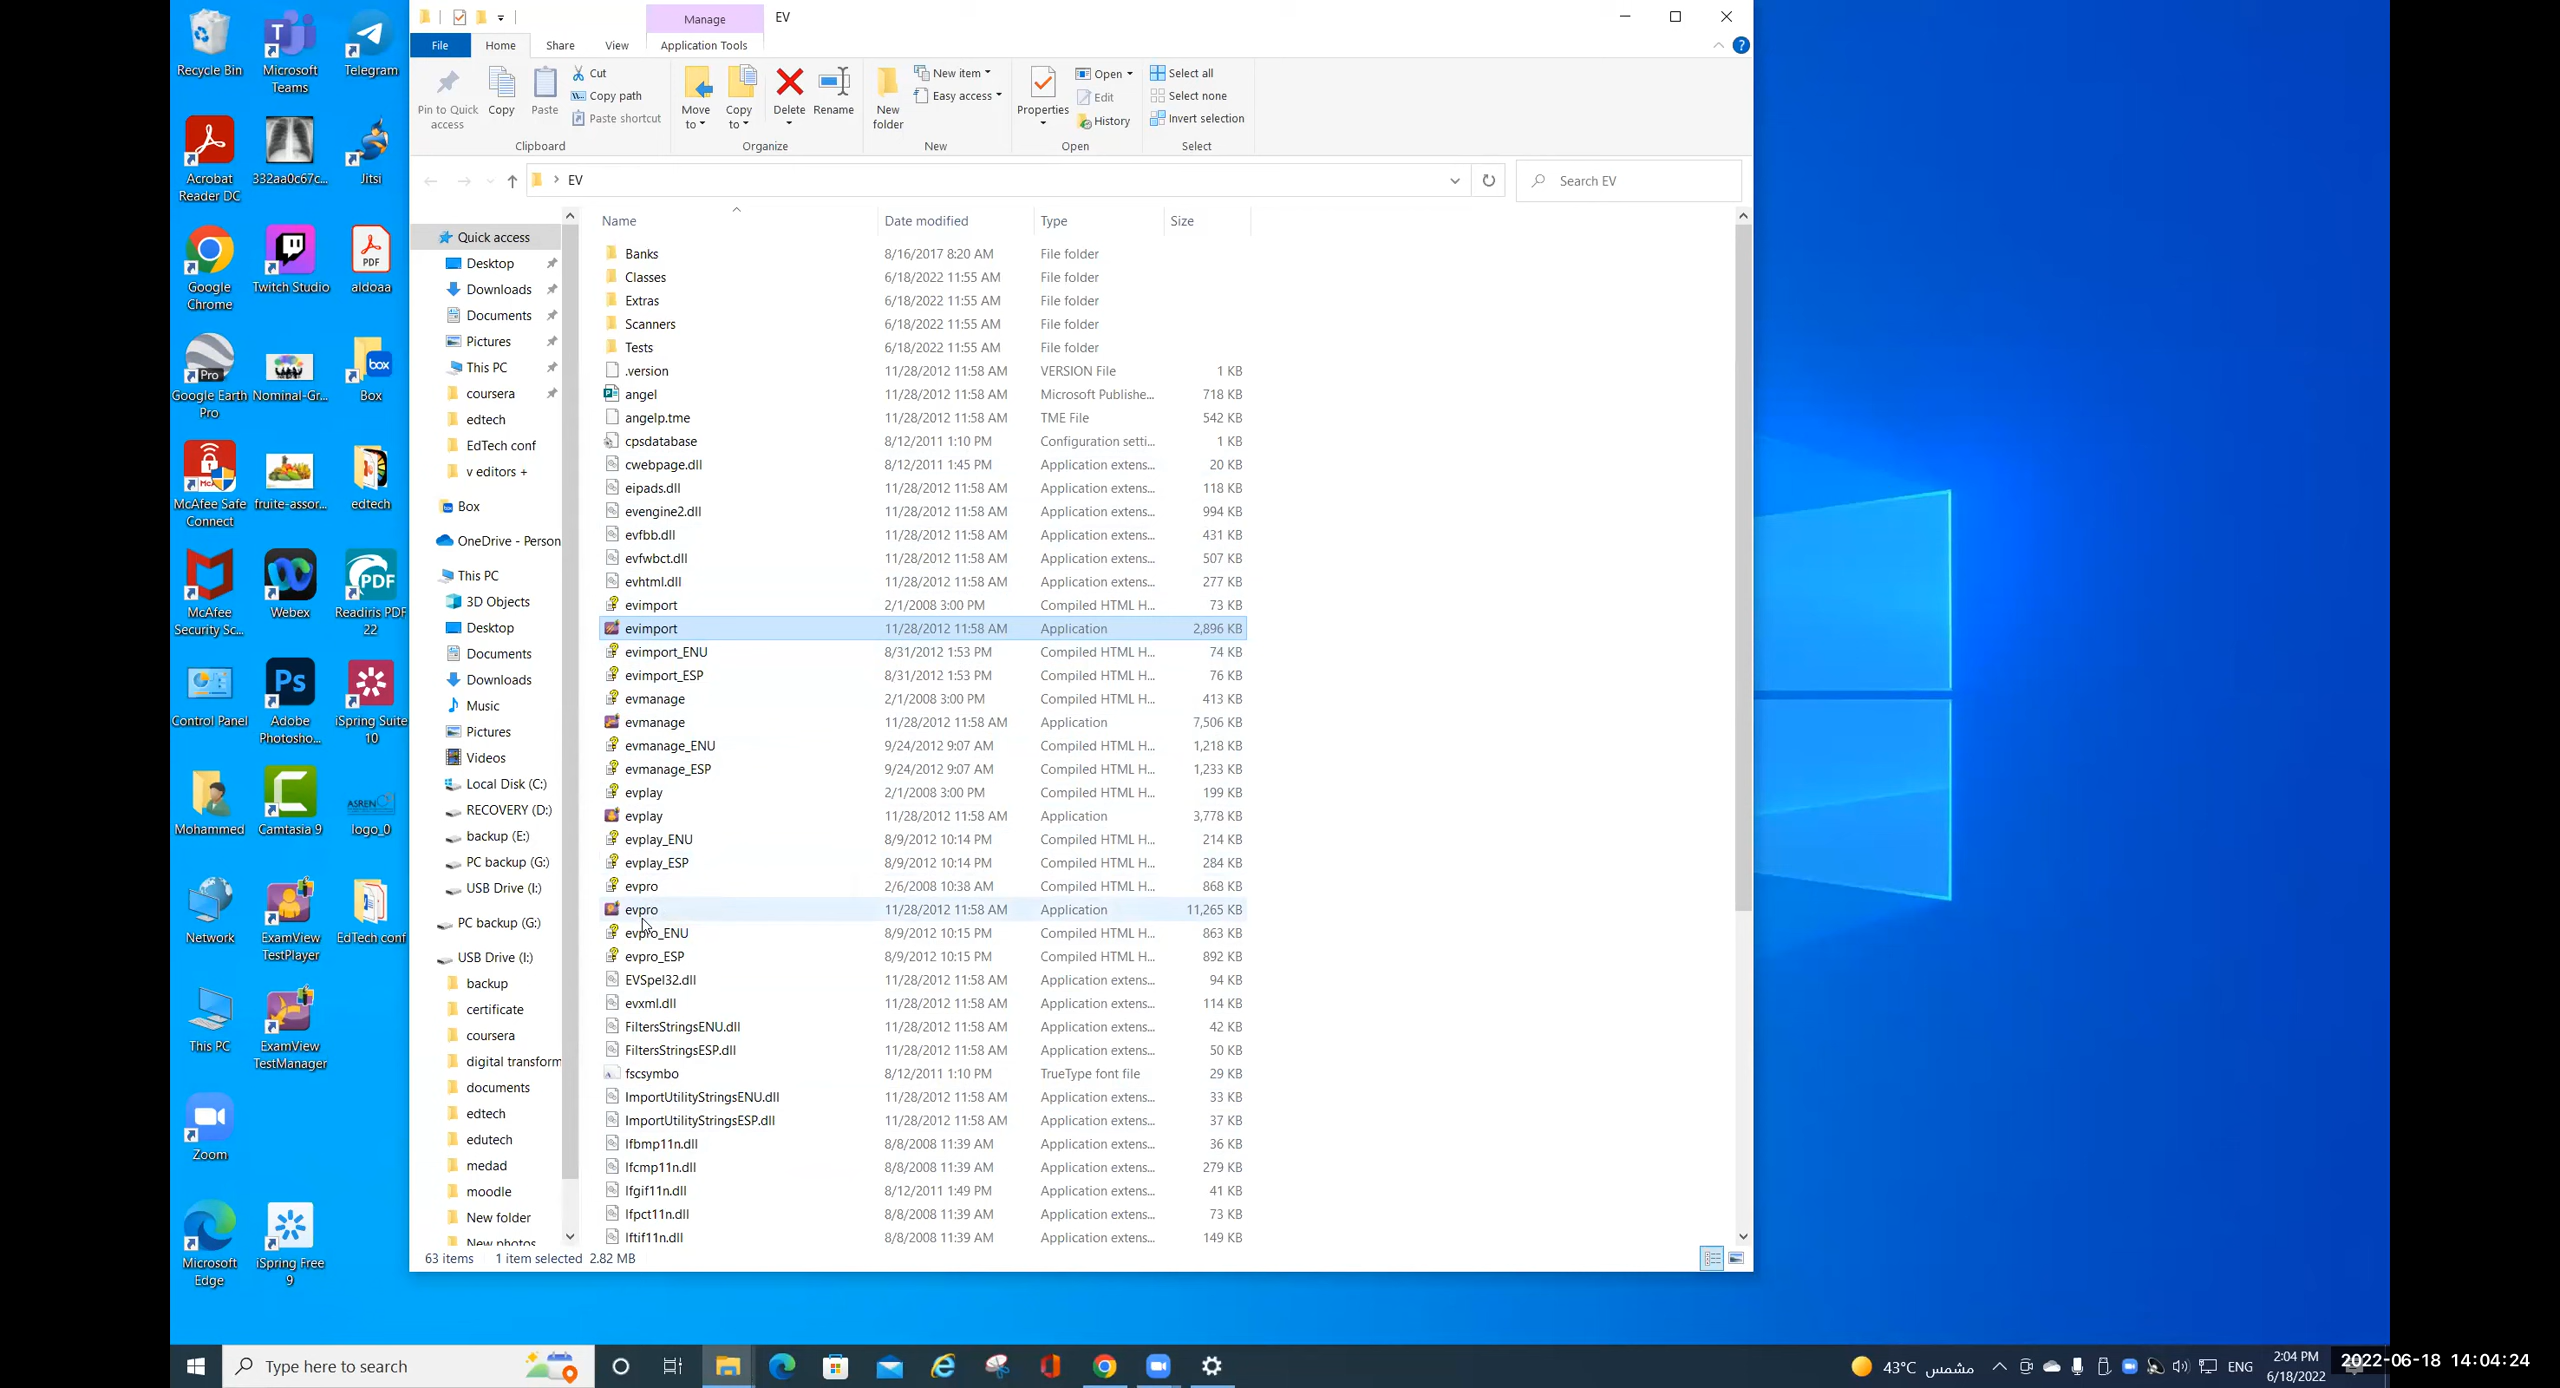 Manage
EV
File
Home
Share
View
Application Tools
Pin to Quick access
Copy
Paste
Cut
Copy path
Paste shortcut
Clipboard
Move to
Copy to
Delete
Rename
Organize
New folder
New item
Easy access
New
Properties
Open
Edit
History
Open
Select all
Select none
Invert selection
Select
EV
Search EV
Name Date modified Type Size
Banks 8/16/2017 8:20 AM File folder
Classes 6/18/2022 11:55 AM File folder
Extras 6/18/2022 11:55 AM File folder
Scanners 6/18/2022 11:55 AM File folder
Tests 6/18/2022 11:55 AM File folder
.version 11/28/2012 11:58 AM VERSION File 1 KB
angel 11/28/2012 11:58 AM Microsoft Publishe... 718 KB
angelp.tme 11/28/2012 11:58 AM TME File 542 KB
cpsdatabase 8/12/2011 1:10 PM Configuration setti... 1 KB
cwebpage.dll 8/12/2011 1:45 PM Application extens... 20 KB
eipads.dll 11/28/2012 11:58 AM Application extens... 118 KB
evengine2.dll 11/28/2012 11:58 AM Application extens... 994 KB
evfbb.dll 11/28/2012 11:58 AM Application extens... 431 KB
evfwbct.dll 11/28/2012 11:58 AM Application extens... 507 KB
evhtml.dll 11/28/2012 11:58 AM Application extens... 277 KB
evimport 2/1/2008 3:00 PM Compiled HTML H... 73 KB
evimport 11/28/2012 11:58 AM Application 2,896 KB
evimport_ENU 8/31/2012 1:53 PM Compiled HTML H... 74 KB
evimport_ESP 8/31/2012 1:53 PM Compiled HTML H... 76 KB
evmanage 2/1/2008 3:00 PM Compiled HTML H... 413 KB
evmanage 11/28/2012 11:58 AM Application 7,506 KB
evmanage_ENU 9/24/2012 9:07 AM Compiled HTML H... 1,218 KB
evmanage_ESP 9/24/2012 9:07 AM Compiled HTML H... 1,233 KB
evplay 2/1/2008 3:00 PM Compiled HTML H... 199 KB
evplay 11/28/2012 11:58 AM Application 3,778 KB
evplay_ENU 8/9/2012 10:14 PM Compiled HTML H... 214 KB
evplay_ESP 8/9/2012 10:14 PM Compiled HTML H... 284 KB
evpro 2/6/2008 10:38 AM Compiled HTML H... 868 KB
evpro 11/28/2012 11:58 AM Application 11,265 KB
evpro_ENU 8/9/2012 10:15 PM Compiled HTML H... 863 KB
evpro_ESP 8/9/2012 10:15 PM Compiled HTML H... 892 KB
EVSpel32.dll 11/28/2012 11:58 AM Application extens... 94 KB
evxml.dll 11/28/2012 11:58 AM Application extens... 114 KB
FiltersStringsENU.dll 11/28/2012 11:58 AM Application extens... 42 KB
FiltersStringsESP.dll 11/28/2012 11:58 AM Application extens... 50 KB
fscsymbo 8/12/2011 1:10 PM TrueType font file 29 KB
ImportUtilityStringsENU.dll 11/28/2012 11:58 AM Application extens... 33 KB
ImportUtilityStringsESP.dll 11/28/2012 11:58 AM Application extens... 37 KB
lfbmp11n.dll 8/8/2008 11:39 AM Application extens... 36 KB
lfcmp11n.dll 8/8/2008 11:39 AM Application extens... 279 KB
lfgif11n.dll 8/12/2011 1:49 PM Application extens... 41 KB
lfpct11n.dll 8/8/2008 11:39 AM Application extens... 73 KB
lftif11n.dll 8/8/2008 11:39 AM Application extens... 149 KB
Quick access
Desktop
Downloads
Documents
Pictures
This PC
coursera
edtech
EdTech conf
v editors +
Box
OneDrive - Person
This PC
3D Objects
Desktop
Documents
Downloads
Music
Pictures
Videos
Local Disk (C:)
RECOVERY (D:)
backup (E:)
PC backup (G:)
USB Drive (I:)
PC backup (G:)
USB Drive (I:)
backup
certificate
coursera
digital transform
documents
edtech
edutech
medad
moodle
New folder
New photos
63 items 1 item selected 2.82 MB
Recycle Bin
Microsoft Teams
Telegram
Acrobat Reader DC
332aa0c67c...
Jitsi
Google Chrome
Twitch Studio
PDF
aldoaa
Pro
Google Earth Pro
Nominal-Gr...
box
Box
McAfee Safe Connect
fruite-assor...
edtech
McAfee Security Sc...
Webex
PDF
Readiris PDF 22
Control Panel
Ps
Adobe Photosho...
iSpring Suite 10
Mohammed
Camtasia 9
ASREN
logo_0
Network
ExamView TestPlayer
EdTech conf
This PC
ExamView TestManager
Zoom
Microsoft Edge
iSpring Free 9
Type here to search
43°C مشمس
ENG
2:04 PM
6/18/2022
2022-06-18 14:04:24